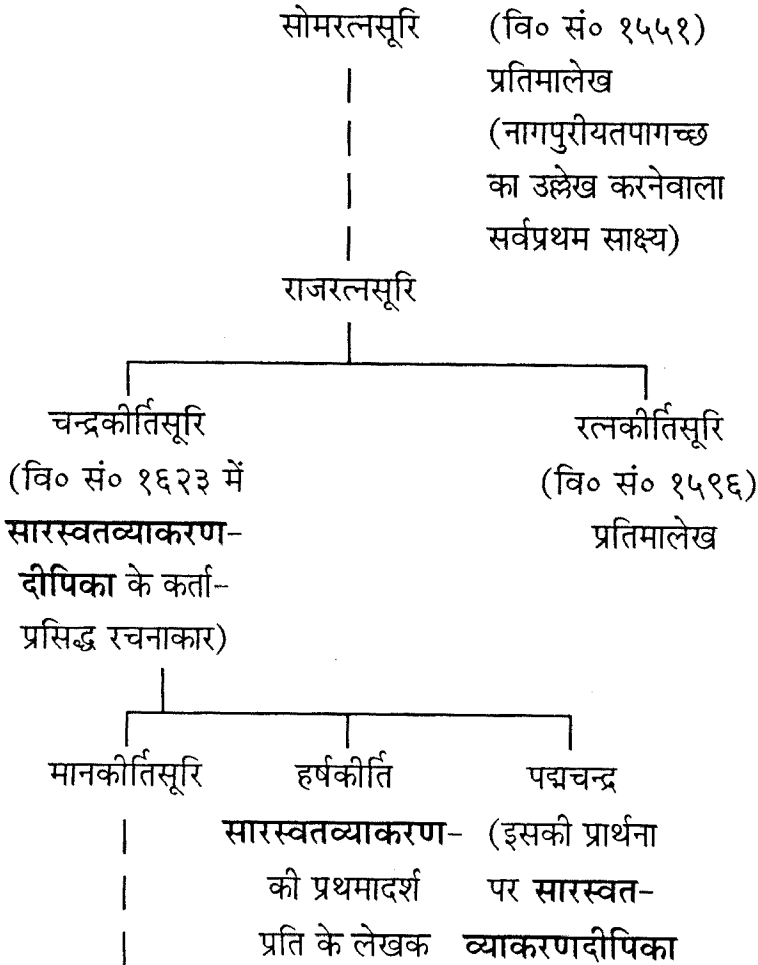 सोमरत्नसूरि (वि० सं० १५५१)
प्रतिमालेख
(नागपुरीयतपागच्छ
का उल्लेख करनेवाला
सर्वप्रथम साक्ष्य)
राजरत्नसूरि
चन्द्रकीर्तिसूरि
(वि० सं० १६२३ में
सारस्वतव्याकरण-
दीपिका के कर्ता-
प्रसिद्ध रचनाकार)
रत्नकीर्तिसूरि
(वि० सं० १५९६)
प्रतिमालेख
मानकीर्तिसूरि
हर्षकीर्ति
सारस्वतव्याकरण-
की प्रथमादर्श
प्रति के लेखक
पद्मचन्द्र
(इसकी प्रार्थना
पर सारस्वत-
व्याकरणदीपिका